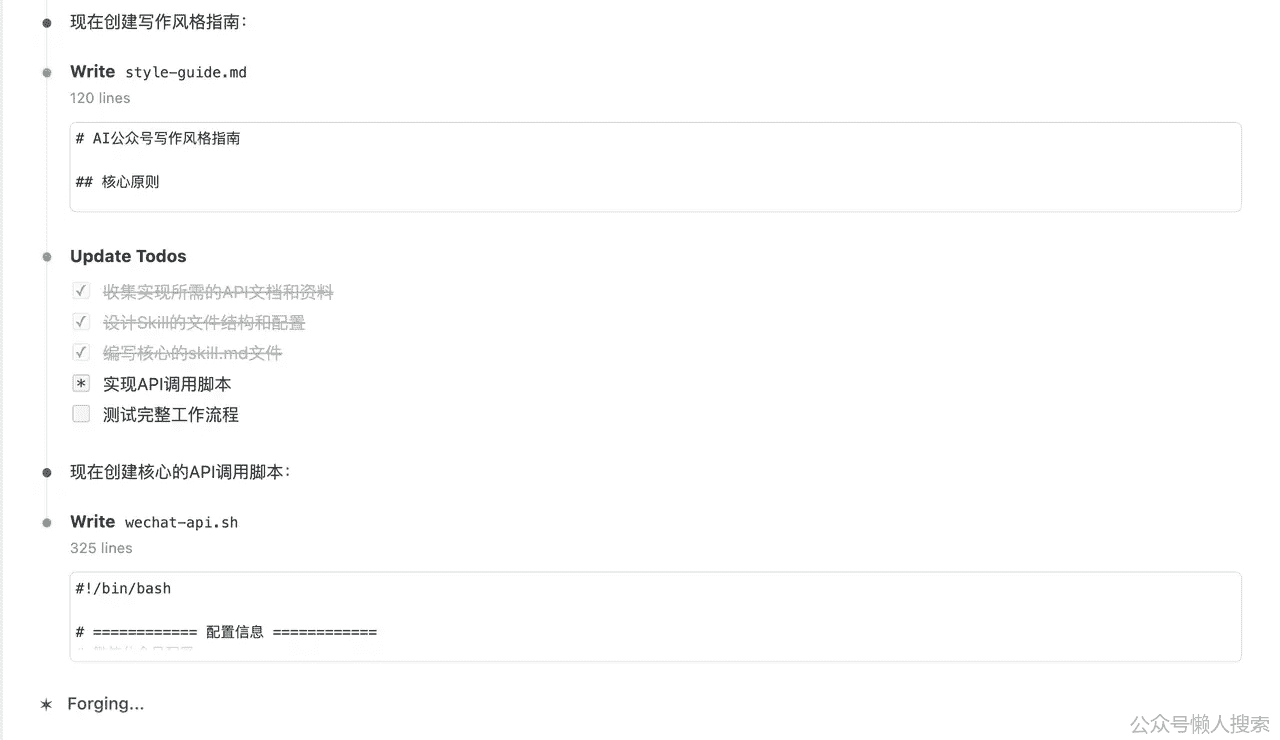 现在创建写作风格指南：
Write style-guide.md
120 lines
# AI公众号写作风格指南
## 核心原则
Update Todos
收集实现所需的API文档和资料
设计Skill的文件结构和配置
编写核心的skill.md文件
实现API调用脚本
测试完整工作流程
现在创建核心的API调用脚本：
Write wechat-api.sh
325 lines
#!/bin/bash
# ============ 配置信息 ============
Forging...
公众号懒人搜索